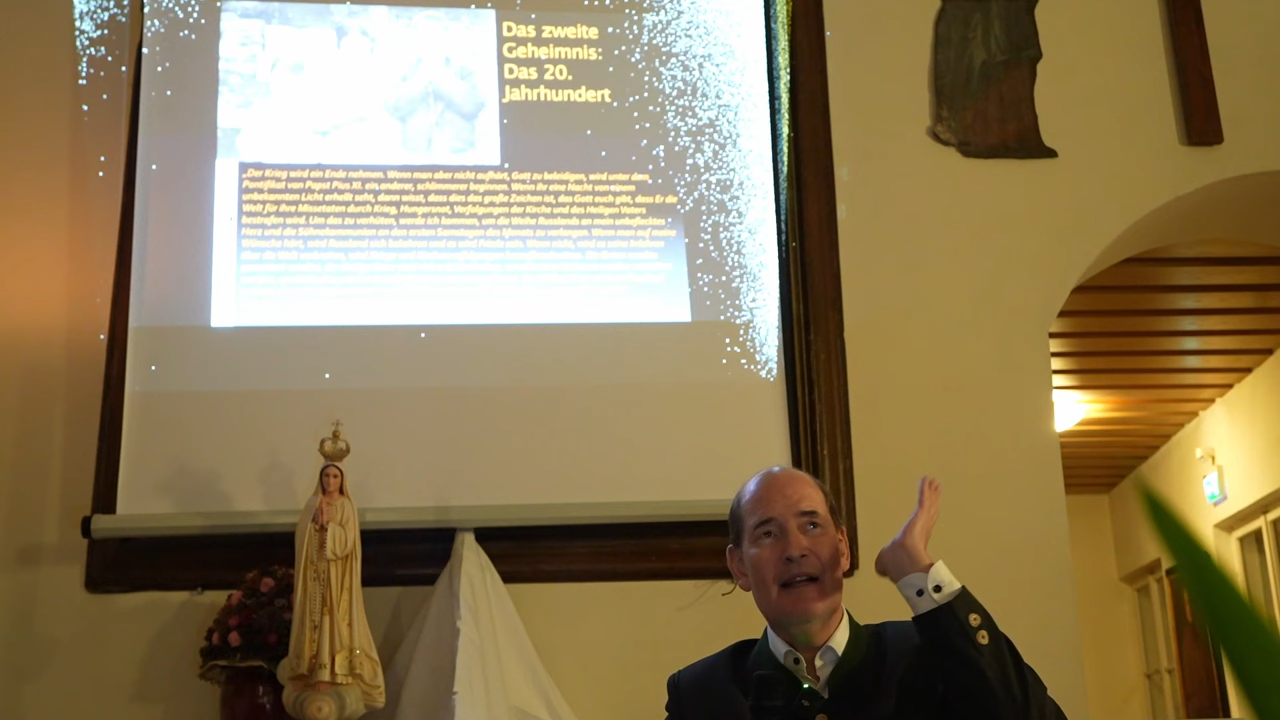 Das zweite
Geheimnis:
Das 20.
Jahrhundert
„Der Krieg wird ein Ende nehmen. Wenn man aber nicht aufhört, Gott zu beleidigen, wird unter dem
Pontifikat von Papst Pius XI. ein anderer, schlimmerer beginnen. Wenn ihr eine Nacht von einem
unbekannten Licht erhellt seht, dann wisst, dass dies das große Zeichen ist, das Gott euch gibt, dass Er die
Welt für ihre Missetaten durch Krieg, Hungersnot, Verfolgungen der Kirche und des Heiligen Vaters
bestrafen wird. Um das zu verhüten, werde ich kommen, um die Weihe Russlands an mein unbeflecktes
Herz und die Sühnekommunion an den ersten Samstagen des Monats zu verlangen. Wenn man auf meine
Wünsche hört, wird Russland sich bekehren und es wird Friede sein. Wenn nicht, wird es seine Irrlehren
über die Welt verbreiten, wird Kriege und